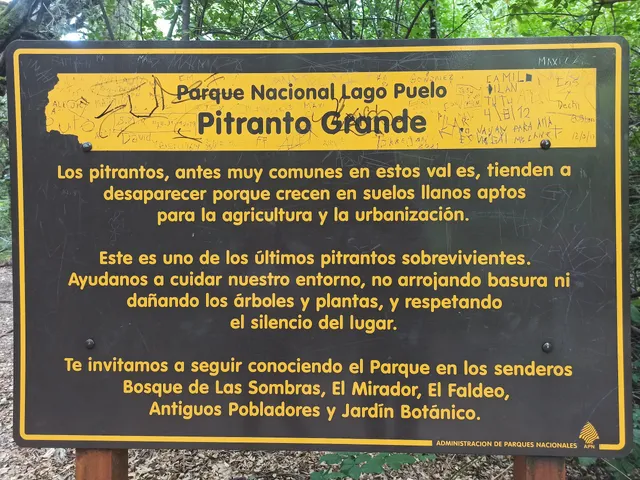 MAXI
Parque Nacional Lago Puelo
Pitranto Grande
Los pitrantos, antes muy comunes en estos val es, tienden a
desaparecer porque crecen en suelos llanos aptos
para la agricultura y la urbanización.
Este es uno de los últimos pitrantos sobrevivientes.
Ayudanos a cuidar nuestro entorno, no arrojando basura ni
dañando los árboles y plantas, y respetando
el silencio del lugar.
Te invitamos a seguir conociendo el Parque en los senderos
Bosque de Las Sombras, El Mirador, El Faldeo,
Antiguos Pobladores y Jardín Botánico.
ADMINISTRACION DE PARQUES NACIONALES
APN